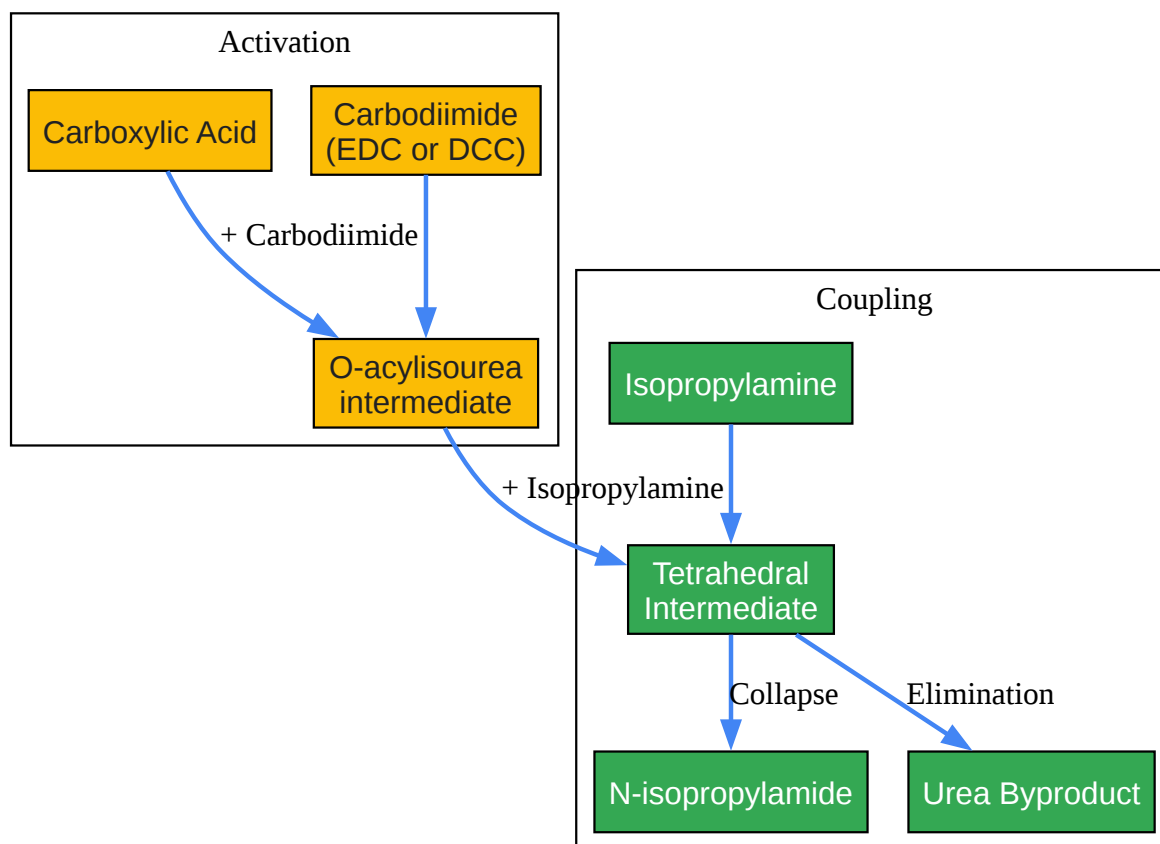 Activation
Carboxylic Acid
Carbodiimide
(EDC or DCC)
+ Carbodiimide
O-acylisourea
intermediate
Coupling
Isopropylamine
+ Isopropylamine
Tetrahedral
Intermediate
Collapse
Elimination
N-isopropylamide
Urea Byproduct